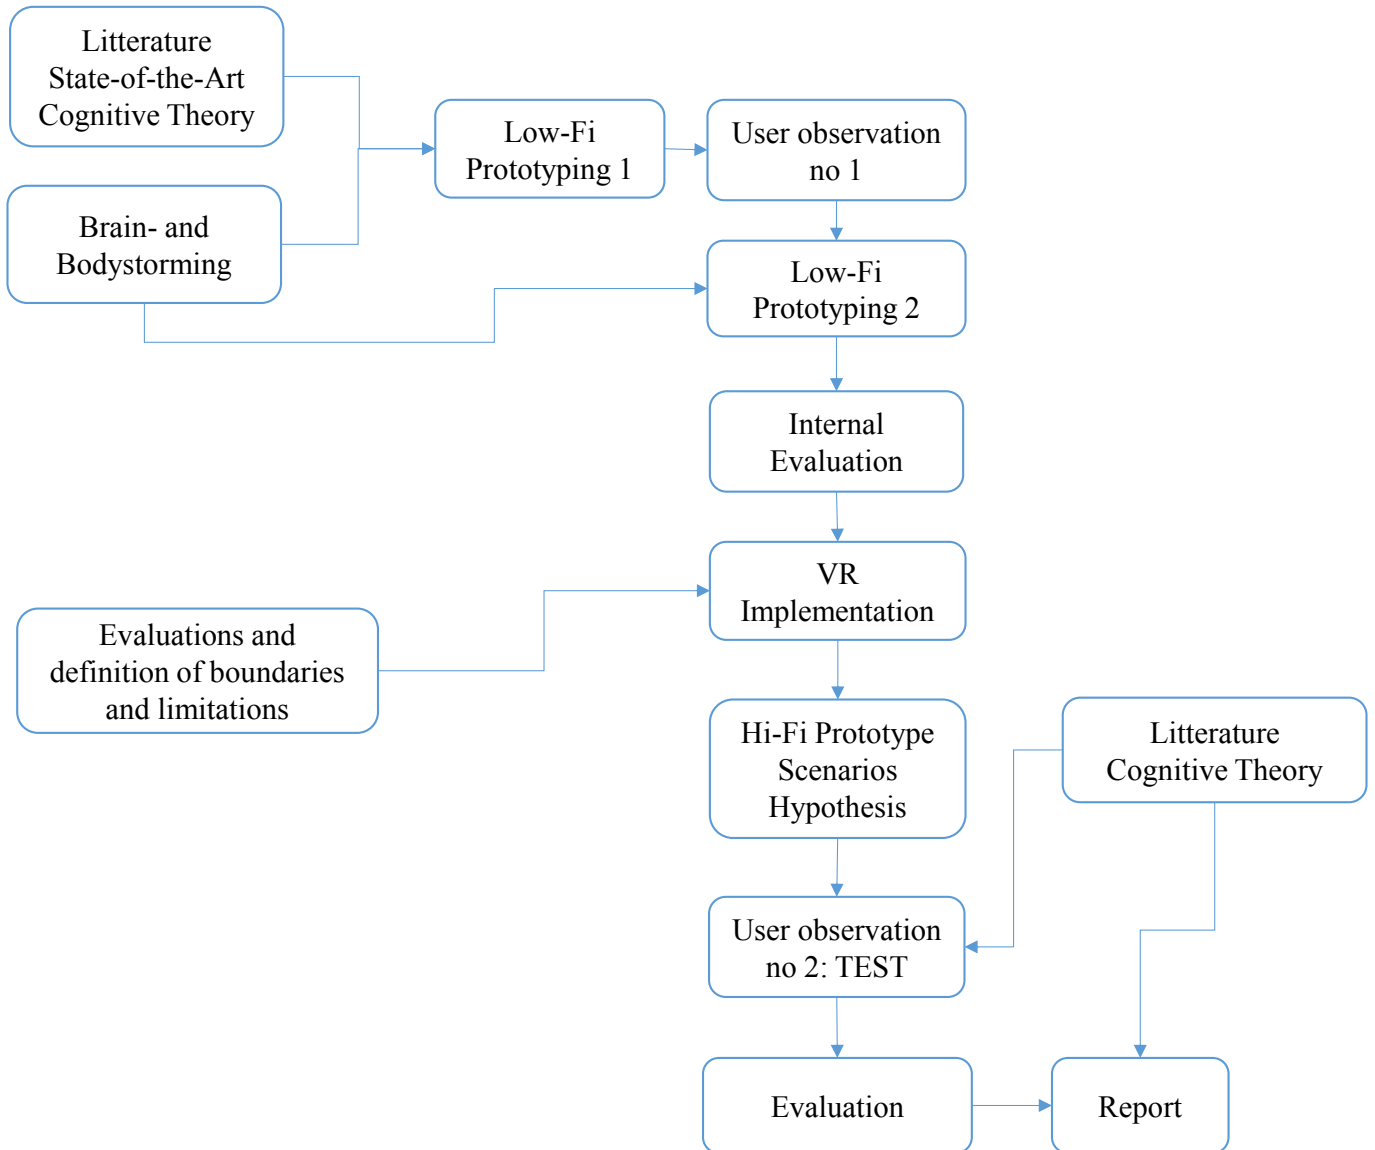 Litterature
State-of-the-Art
Cognitive Theory
Low-Fi
Prototyping 1
User observation
no 1
Brain- and
Bodystorming
Low-Fi
Prototyping 2
Internal
Evaluation
VR
Implementation
Evaluations and
definition of boundaries
and limitations
Hi-Fi Prototype
Scenarios
Hypothesis
Litterature
Cognitive Theory
User observation
no 2: TEST
Evaluation
Report